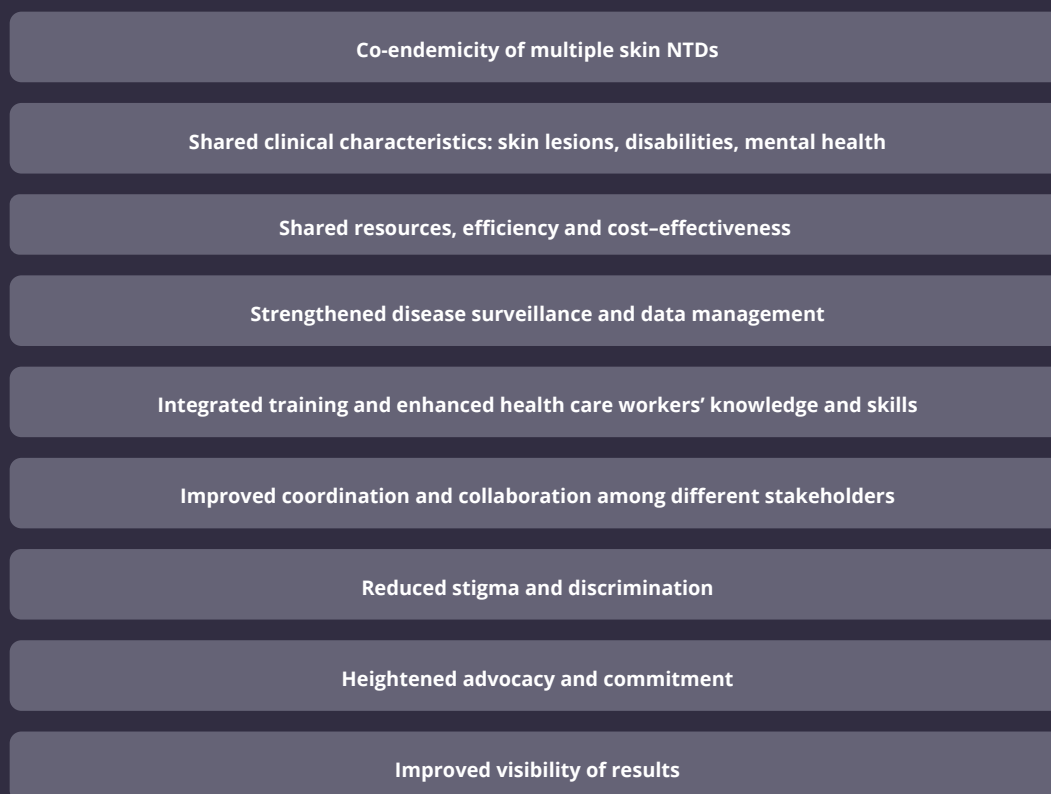 Co-endemicity of multiple skin NTDs
Shared clinical characteristics: skin lesions, disabilities, mental health
Shared resources, efficiency and cost–effectiveness
Strengthened disease surveillance and data management
Integrated training and enhanced health care workers’ knowledge and skills
Improved coordination and collaboration among different stakeholders
Reduced stigma and discrimination
Heightened advocacy and commitment
Improved visibility of results